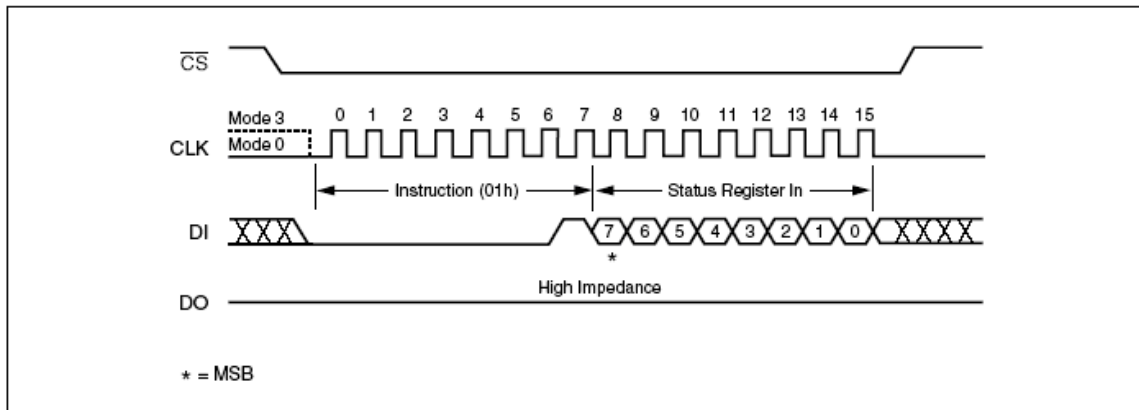 CS
Mode 3
0 1 2 3 4 5 6 7 8 9 10 11 12 13 14 15
CLK
Mode 0
Instruction (01h)
Status Register In
DI
7 6 5 4 3 2 1 0
*
High Impedance
DO
* = MSB